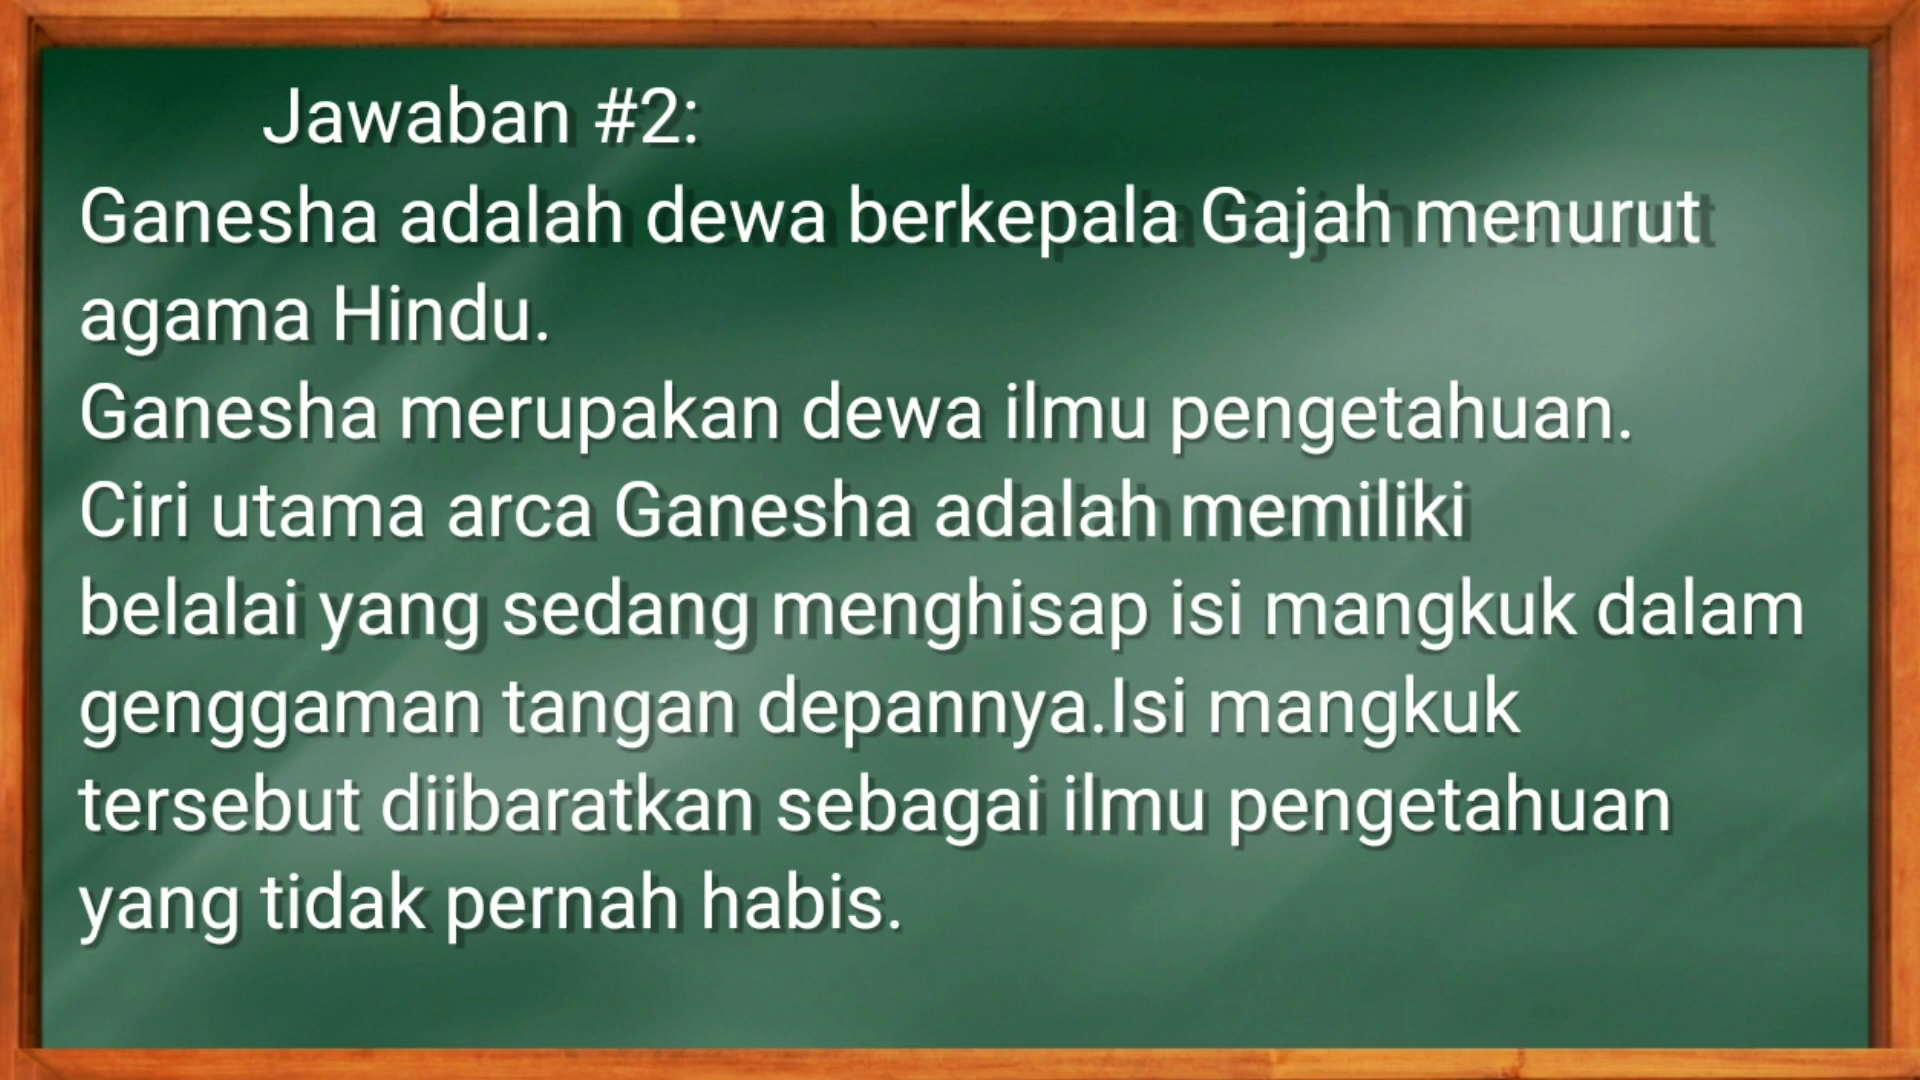 Jawaban #2:
Ganesha adalah dewa berkepala Gajah menurut
agama Hindu.
Ganesha merupakan dewa ilmu pengetahuan.
Ciri utama arca Ganesha adalah memiliki
belalai yang sedang menghisap isi mangkuk dalam
genggaman tangan depannya.Isi mangkuk
tersebut diibaratkan sebagai ilmu pengetahuan
yang tidak pernah habis.